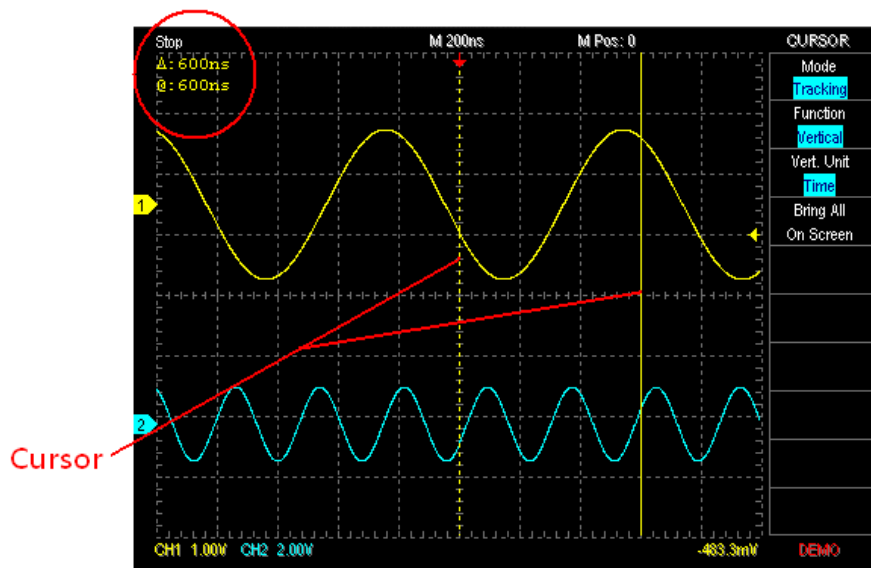 Stop M 200ns M Pos: 0 CURSOR
Δ:600ns
@:600ns
Mode
Tracking
Function
Vertical
Vert. Unit
Time
Bring All
On Screen
1
2
Cursor
CH1 1.00V CH2 2.00V -483.3mV DEMO